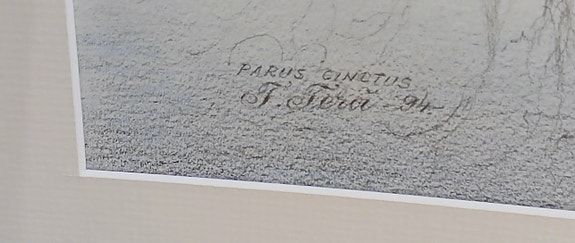 PARUS CINCTUS
T. Terä -94-